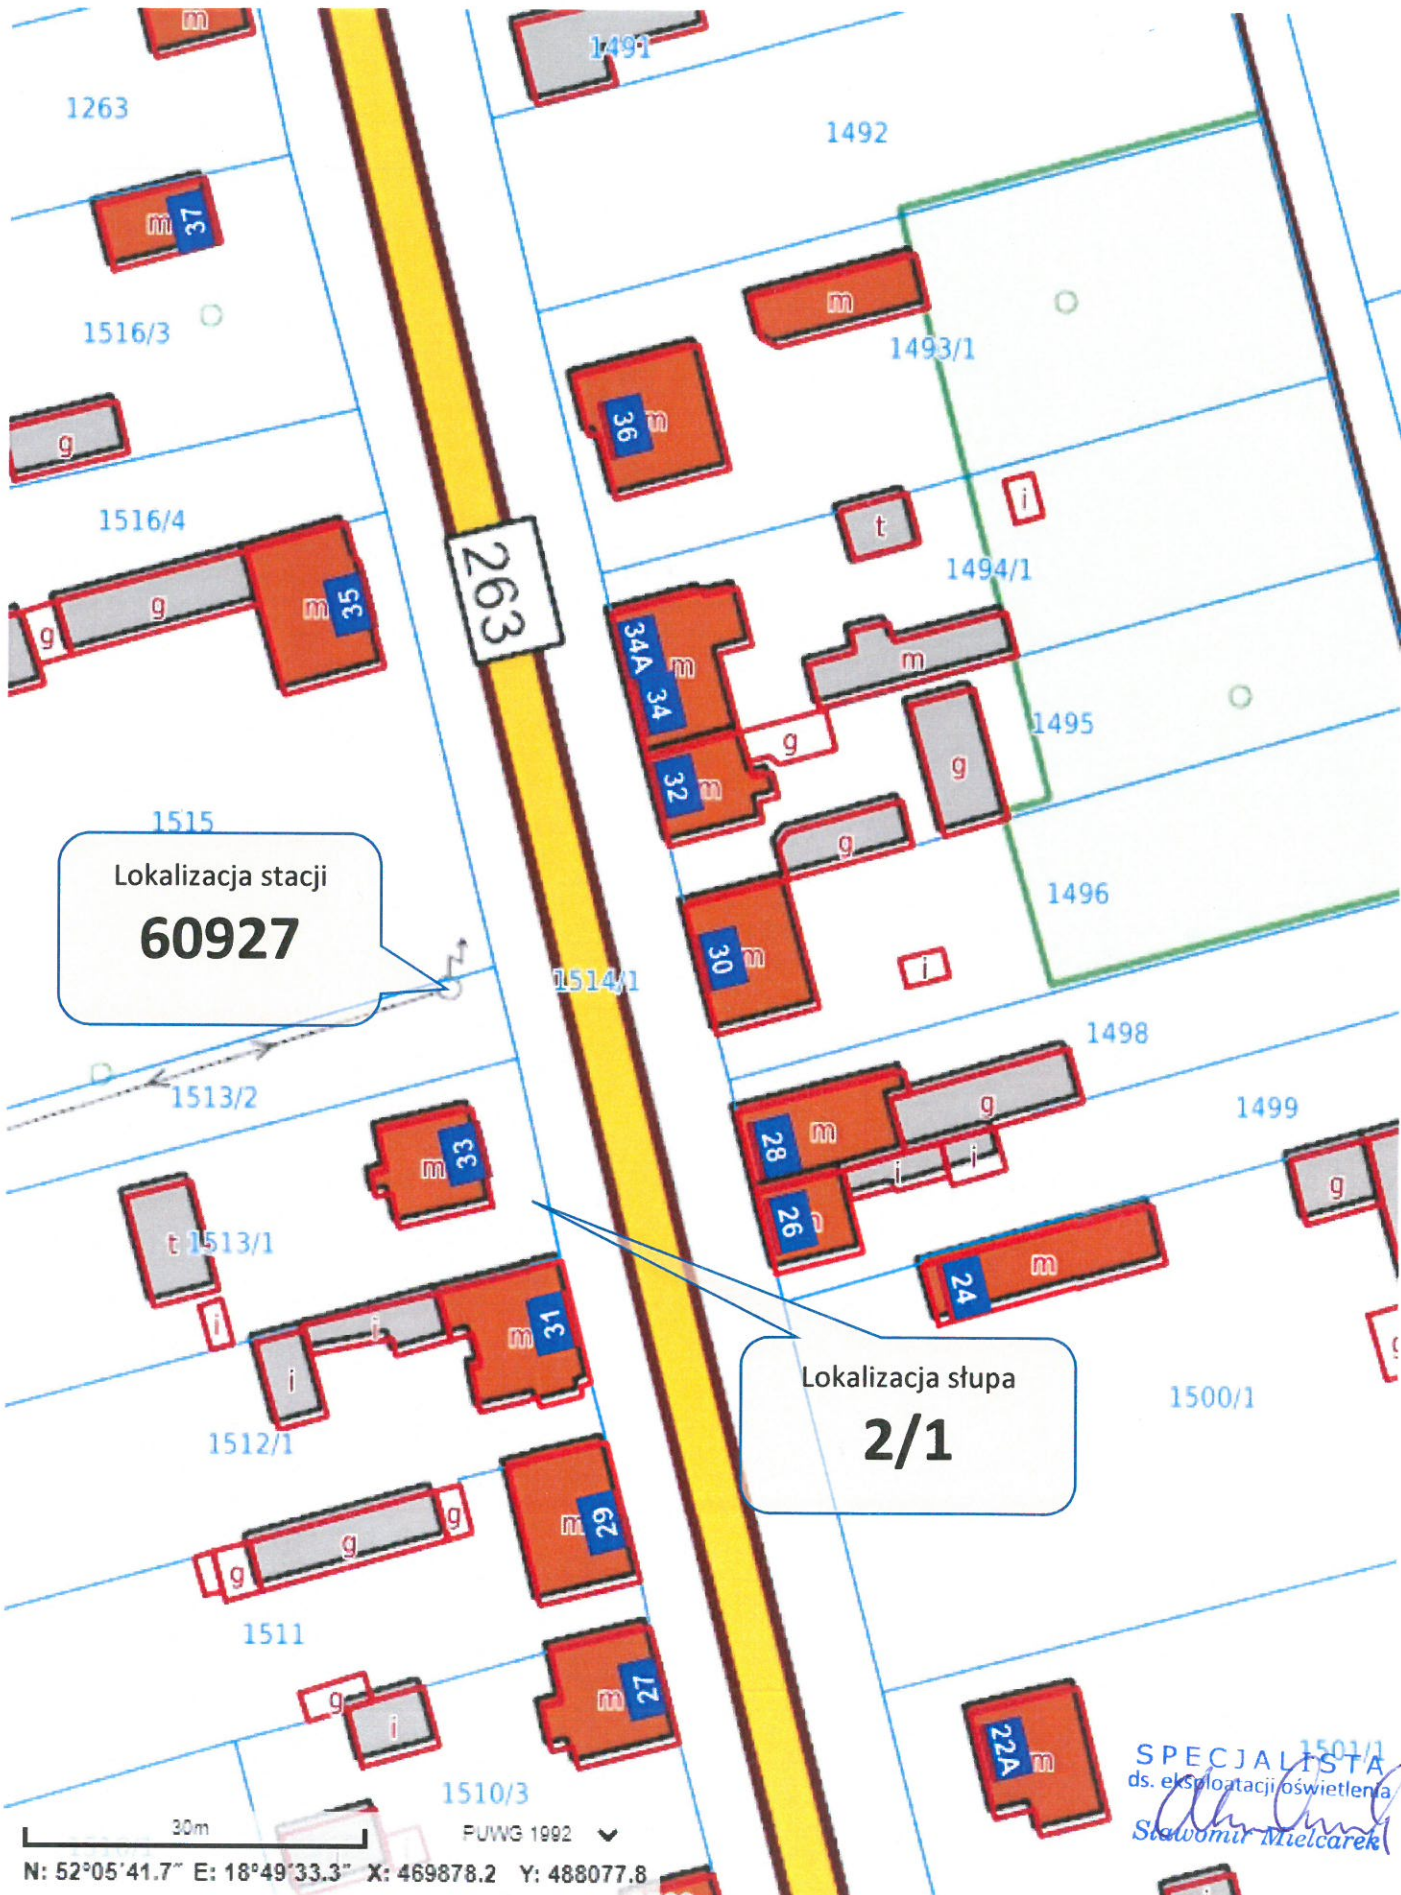 m
1491
1263
1492
m
37
1516/3
m
1493/1
36
m
g
i
t
1516/4
1494/1
263
m
35
g
g
34A
m
34
m
1495
g
g
32
m
1515
g
Lokalizacja stacji
60927
1496
30
m
i
1514/1
1498
1513/2
g
1499
28
m
33
m
i
i
g
t
1513/1
26
24
m
i
i
31
m
Lokalizacja słupa
2/1
i
1500/1
1512/1
g
29
m
g
g
1511
27
m
g
i
22A
m
1501/1
SPECJALISTA
ds. eksploatacji oświetlenia
Sławomir Mielcarek
1510/3
30m
PUWG 1992
N: 52°05'41.7" E: 18°49'33.3" X: 469878.2 Y: 488077.8